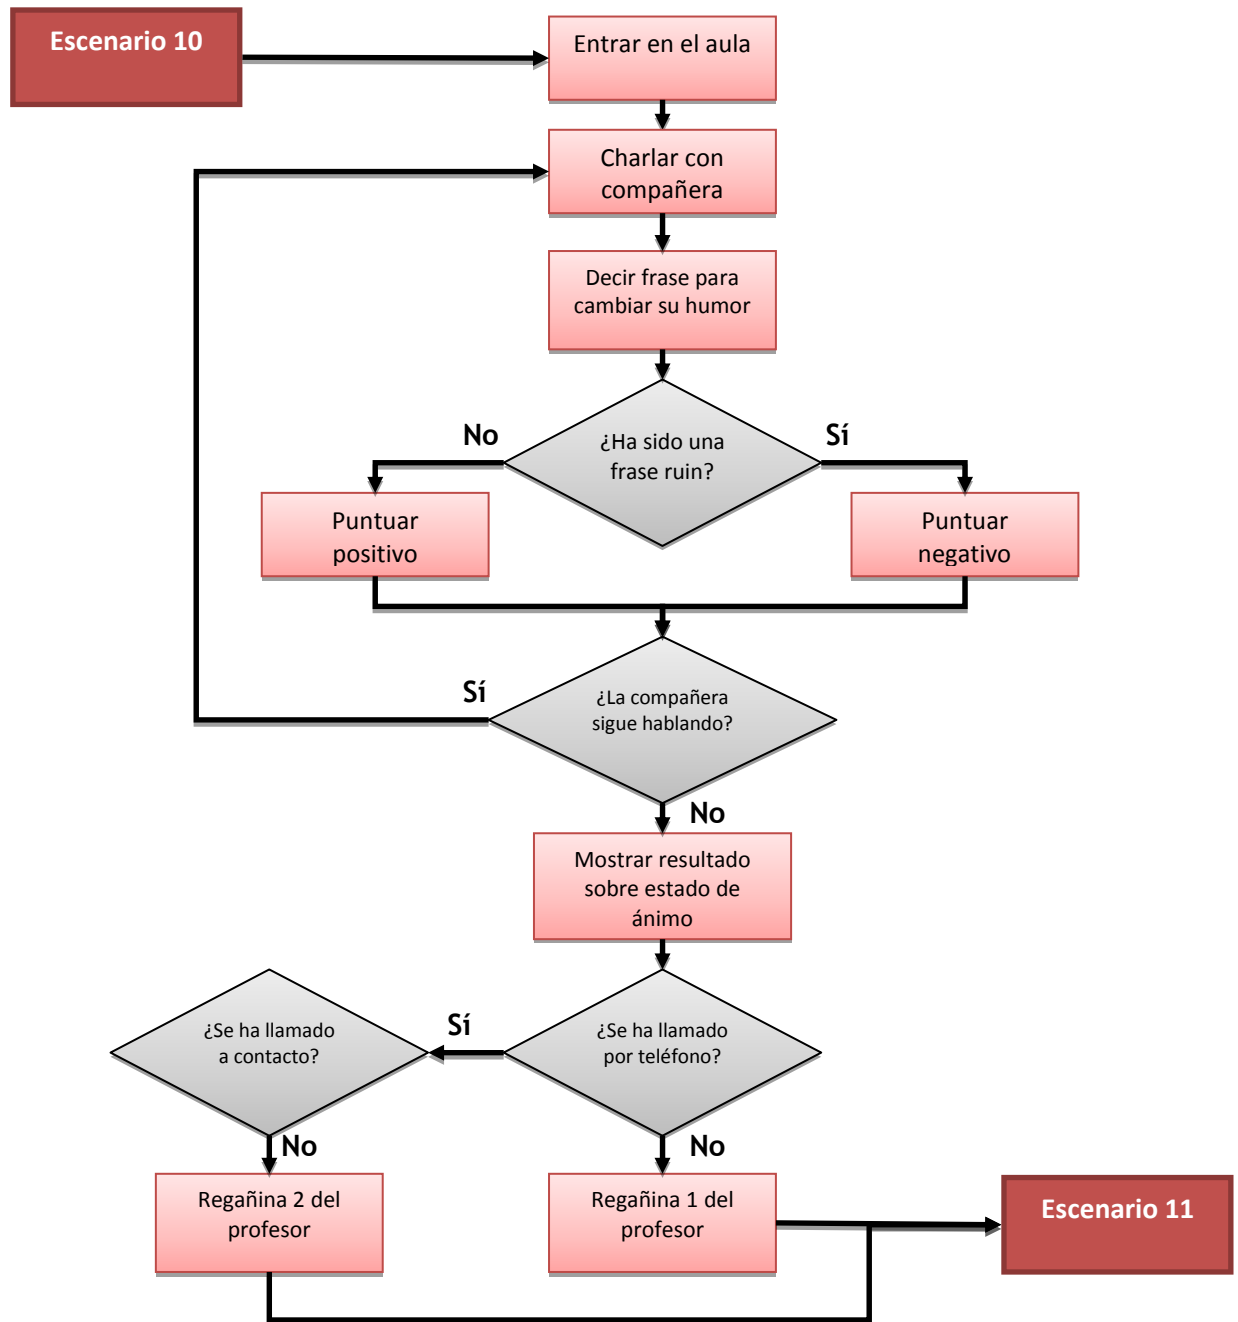 Escenario 10
Entrar en el aula
Charlar con
compañera
Decir frase para
cambiar su humor
No
¿Ha sido una
frase ruin?
Sí
Puntuar
positivo
Puntuar
negativo
Sí
¿La compañera
sigue hablando?
No
Mostrar resultado
sobre estado de
ánimo
¿Se ha llamado
a contacto?
Sí
¿Se ha llamado
por teléfono?
No
No
Regañina 2 del
profesor
Regañina 1 del
profesor
Escenario 11